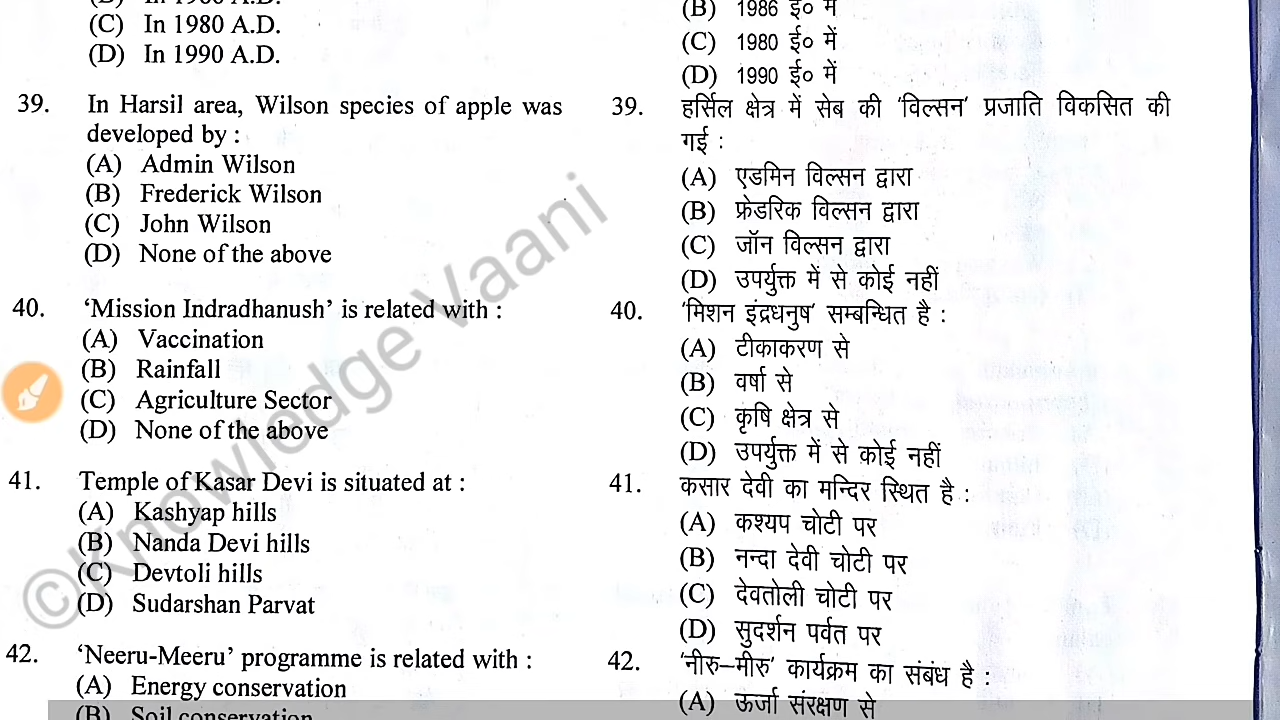 (B) In 1986 A.D.
(C) In 1980 A.D.
(D) In 1990 A.D.
39. In Harsil area, Wilson species of apple was
developed by :
(A) Admin Wilson
(B) Frederick Wilson
(C) John Wilson
(D) None of the above
40. ‘Mission Indradhanush’ is related with :
(A) Vaccination
(B) Rainfall
(C) Agriculture Sector
(D) None of the above
41. Temple of Kasar Devi is situated at :
(A) Kashyap hills
(B) Nanda Devi hills
(C) Devtoli hills
(D) Sudarshan Parvat
42. ‘Neeru-Meeru’ programme is related with :
(A) Energy conservation
(B) Soil conservation
(B) 1986 ई० में
(C) 1980 ई० में
(D) 1990 ई० में
39. हर्सिल क्षेत्र में सेब की ‘विल्सन’ प्रजाति विकसित की
गई :
(A) एडमिन विल्सन द्वारा
(B) फ्रेडरिक विल्सन द्वारा
(C) जॉन विल्सन द्वारा
(D) उपर्युक्त में से कोई नहीं
40. ‘मिशन इंद्रधनुष’ सम्बन्धित है :
(A) टीकाकरण से
(B) वर्षा से
(C) कृषि क्षेत्र से
(D) उपर्युक्त में से कोई नहीं
41. कसार देवी का मन्दिर स्थित है :
(A) कश्यप चोटी पर
(B) नन्दा देवी चोटी पर
(C) देवतोली चोटी पर
(D) सुदर्शन पर्वत पर
42. ‘नीरु–मीरु’ कार्यक्रम का संबंध है :
(A) ऊर्जा संरक्षण से
©Knowledge Vaani